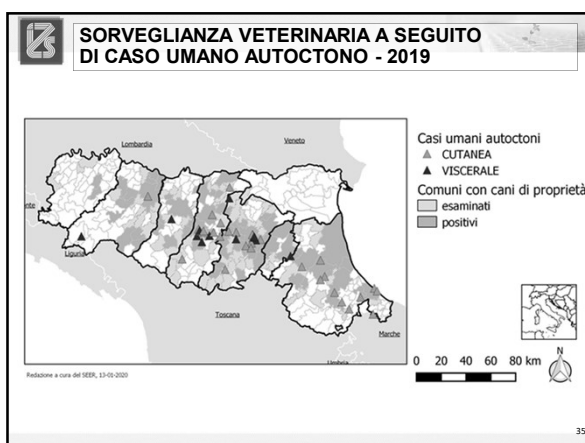 SORVEGLIANZA VETERINARIA A SEGUITO
DI CASO UMANO AUTOCTONO - 2019
Lombardia
Veneto
Liguria
Toscana
Marche
Umbria
Casi umani autoctoni
CUTANEA
VISCERALE
Comuni con cani di proprietà
esaminati
positivi
N
0 20 40 60 80 km
Redazione a cura del SEER, 13-01-2020
35